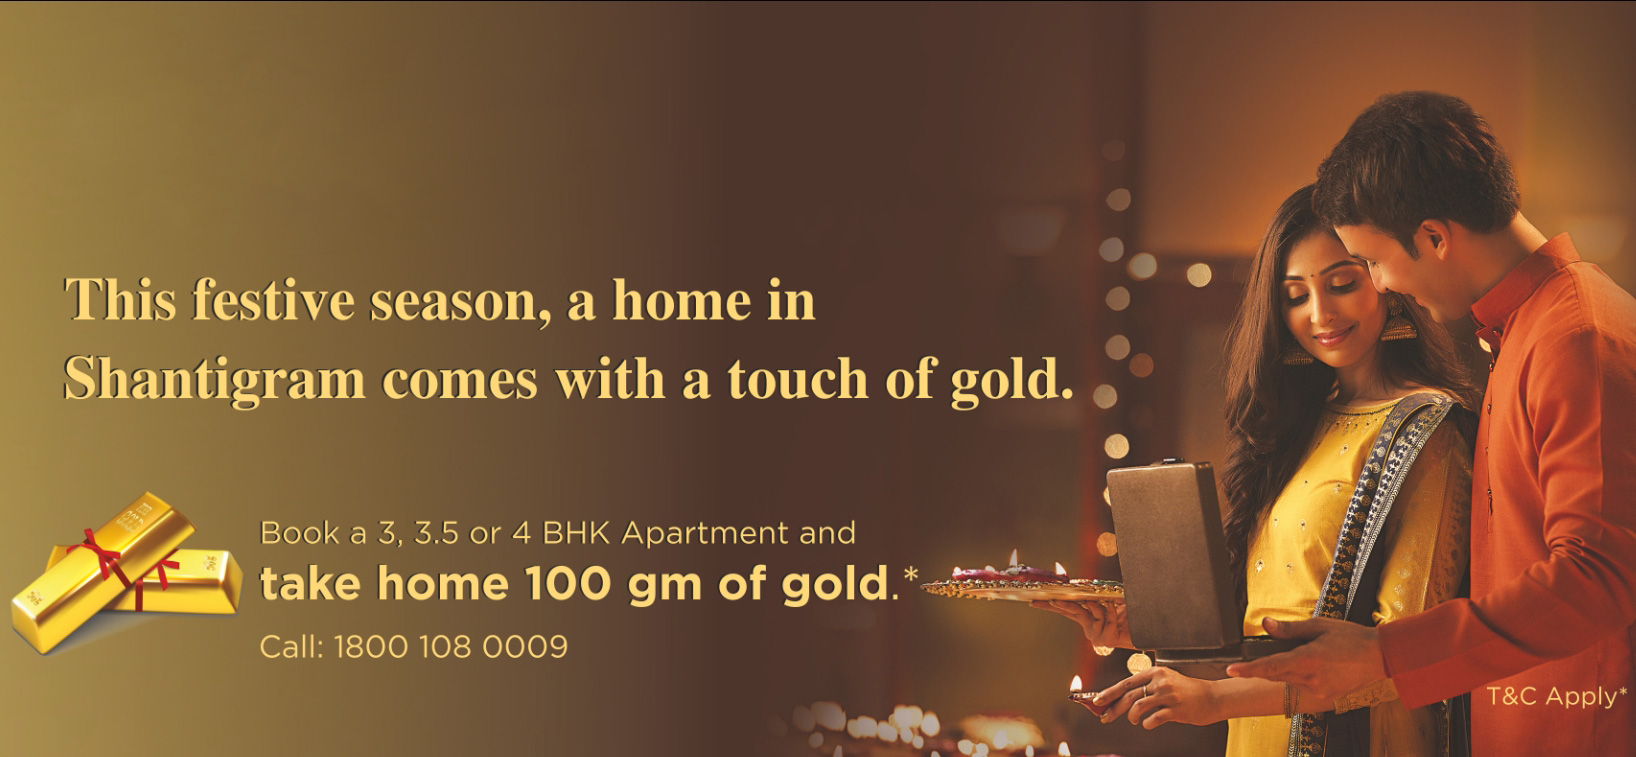 This festive season, a home in
Shantigram comes with a touch of gold.
Book a 3, 3.5 or 4 BHK Apartment and
take home 100 gm of gold.*
Call: 1800 108 0009
T&C Apply*